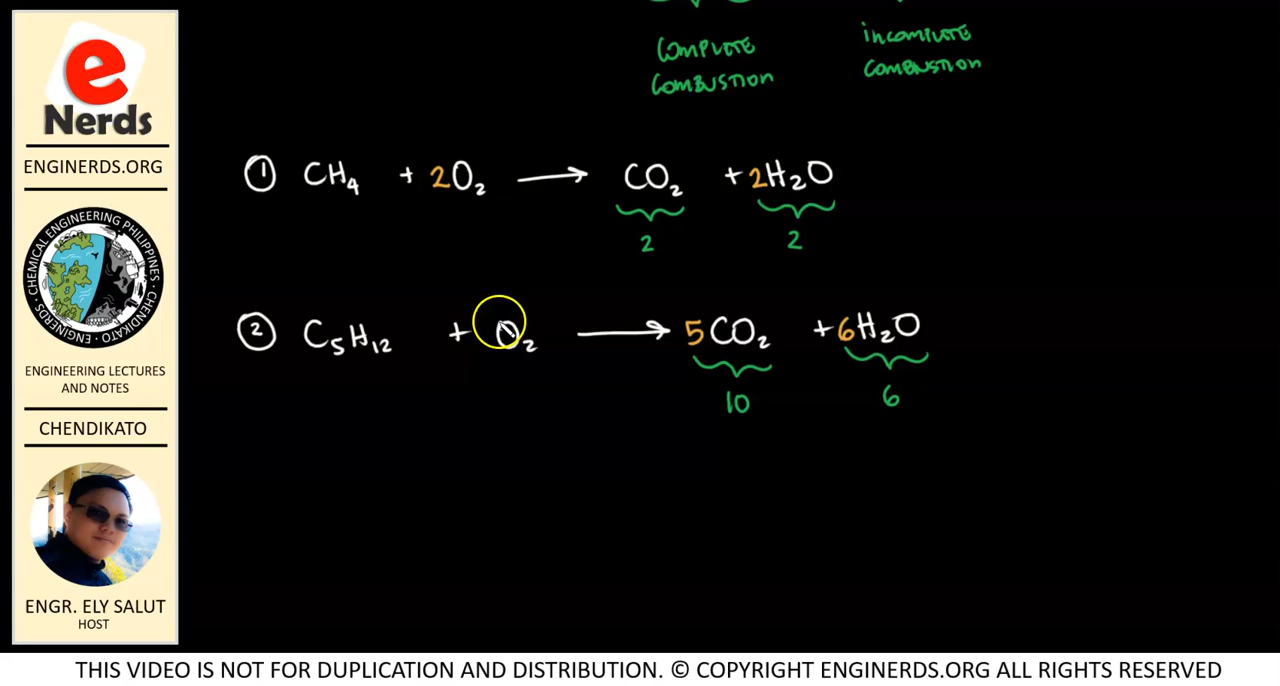 COMPLETE
COMBUSTION
INCOMPLETE
COMBUSTION
e
Nerds
ENGINERDS.ORG
CHEMICAL ENGINEERING PHILIPPINES · CHENDIKATO · ENGINERDS ·
ENGINEERING LECTURES
AND NOTES
CHENDIKATO
ENGR. ELY SALUT
HOST
① CH₄ + 2O₂ ⟶ CO₂ + 2H₂O
2 2
② C₅H₁₂ + O₂ ⟶ 5CO₂ + 6H₂O
10 6
THIS VIDEO IS NOT FOR DUPLICATION AND DISTRIBUTION. © COPYRIGHT ENGINERDS.ORG ALL RIGHTS RESERVED